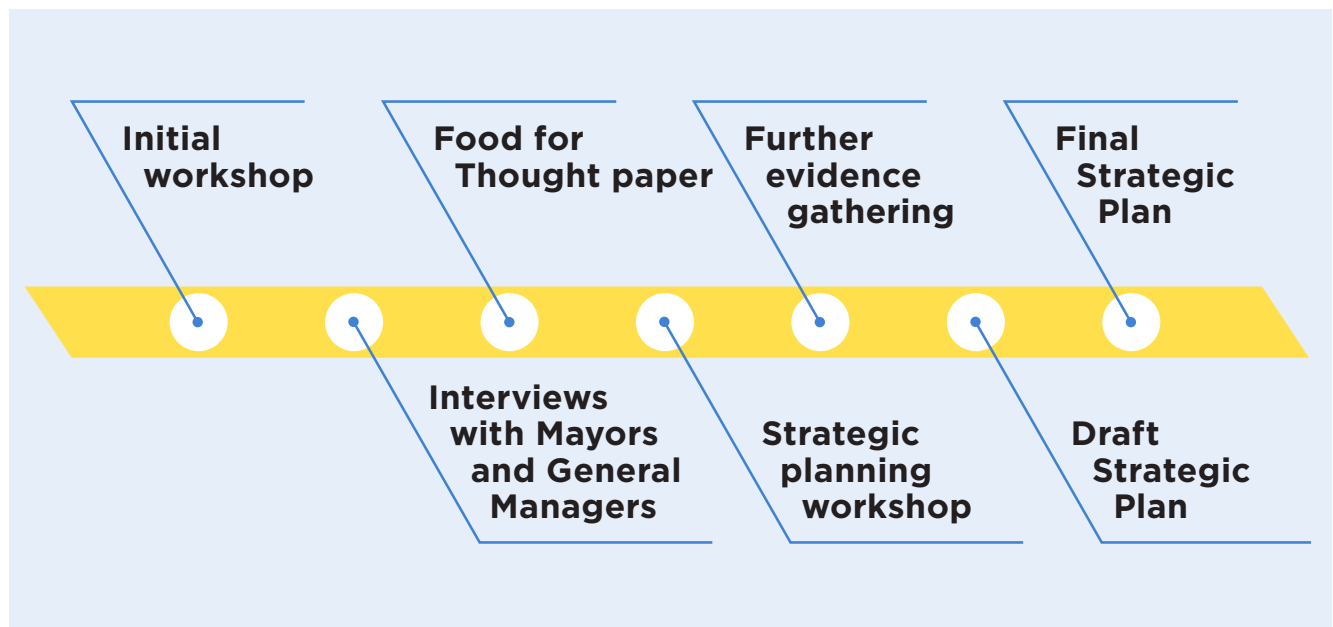 Initial
workshop
Food for
Thought paper
Further
evidence
gathering
Final
Strategic
Plan
Interviews
with Mayors
and General
Managers
Strategic
planning
workshop
Draft
Strategic
Plan